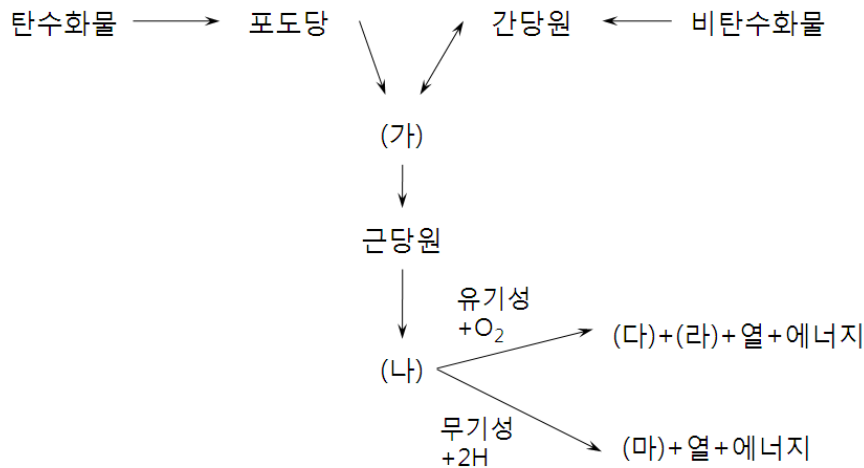 탄수화물 포도당 간당원 비탄수화물
(가)
근당원
유기성
+O₂
(다)+(라)+열+에너지
(나)
무기성
+2H
(마)+열+에너지